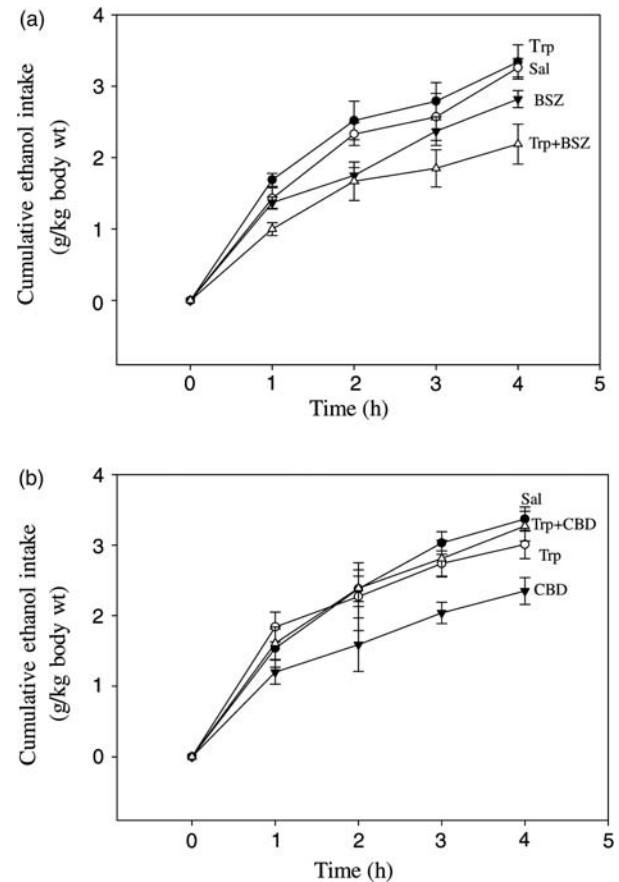 (a)
4
3
2
1
0
Cumulative ethanol intake
(g/kg body wt)
Trp
Sal
BSZ
Trp+BSZ
0 1 2 3 4 5
Time (h)
(b)
4
3
2
1
0
Cumulative ethanol intake
(g/kg body wt)
Sal
Trp+CBD
Trp
CBD
0 1 2 3 4 5
Time (h)